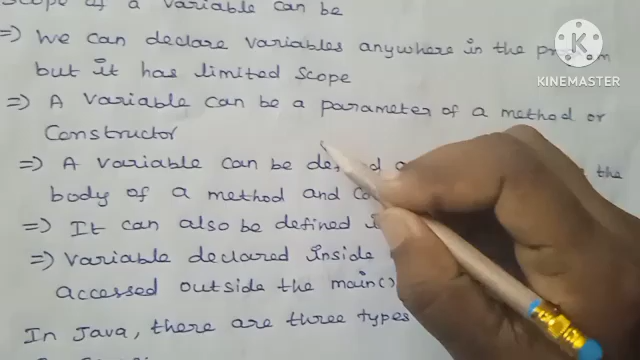 Scope of a variable can be
=> We can declare variables anywhere in the program
but it has limited scope
=> A variable can be a parameter of a method or
constructor
=> A variable can be the
body of a method and
=> It can also be defined
=> Variable declared inside
accessed outside the main()
In Java, there are three types
KINEMASTER